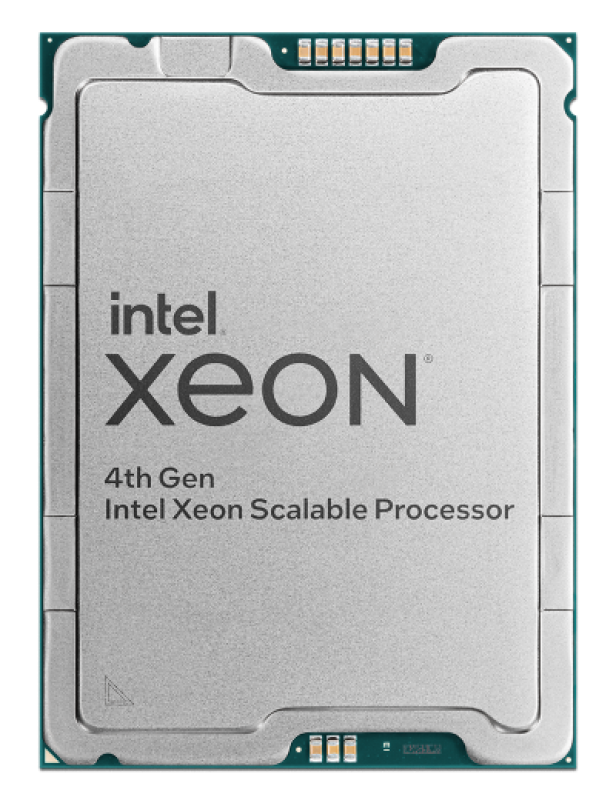 intel
xeon®
4th Gen
Intel Xeon Scalable Processor